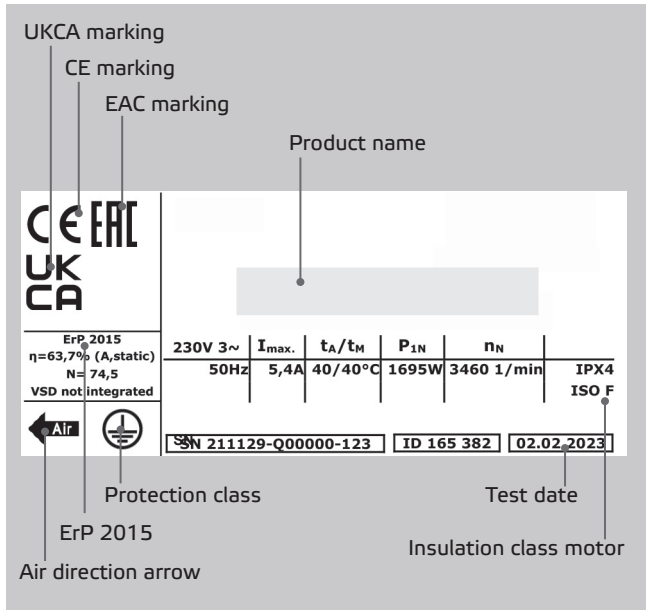 UKCA marking
CE marking
EAC marking
Product name
CE EAC
UK
CA
ErP 2015
η=63,7% (A,static)
N= 74,5
VSD not integrated
230V 3~ Imax. tA/tM P1N nN
50Hz 5,4A 40/40°C 1695W 3460 1/min IPX4
ISO F
Air
SN
SN 211129-Q00000-123 ID 165 382 02.02.2023
Protection class
Test date
ErP 2015
Insulation class motor
Air direction arrow